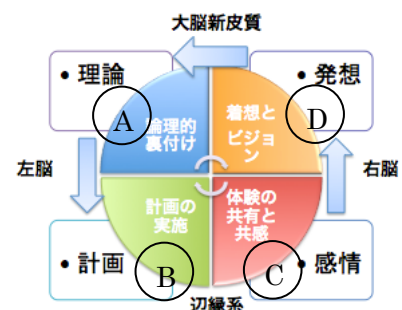 大脳新皮質
• 理論
• 発想
A
D
論理的
裏付け
着想と
ビジョ
ン
左脳
右脳
計画の
実施
体験の
共有と
共感
• 計画
• 感情
B
C
辺縁系